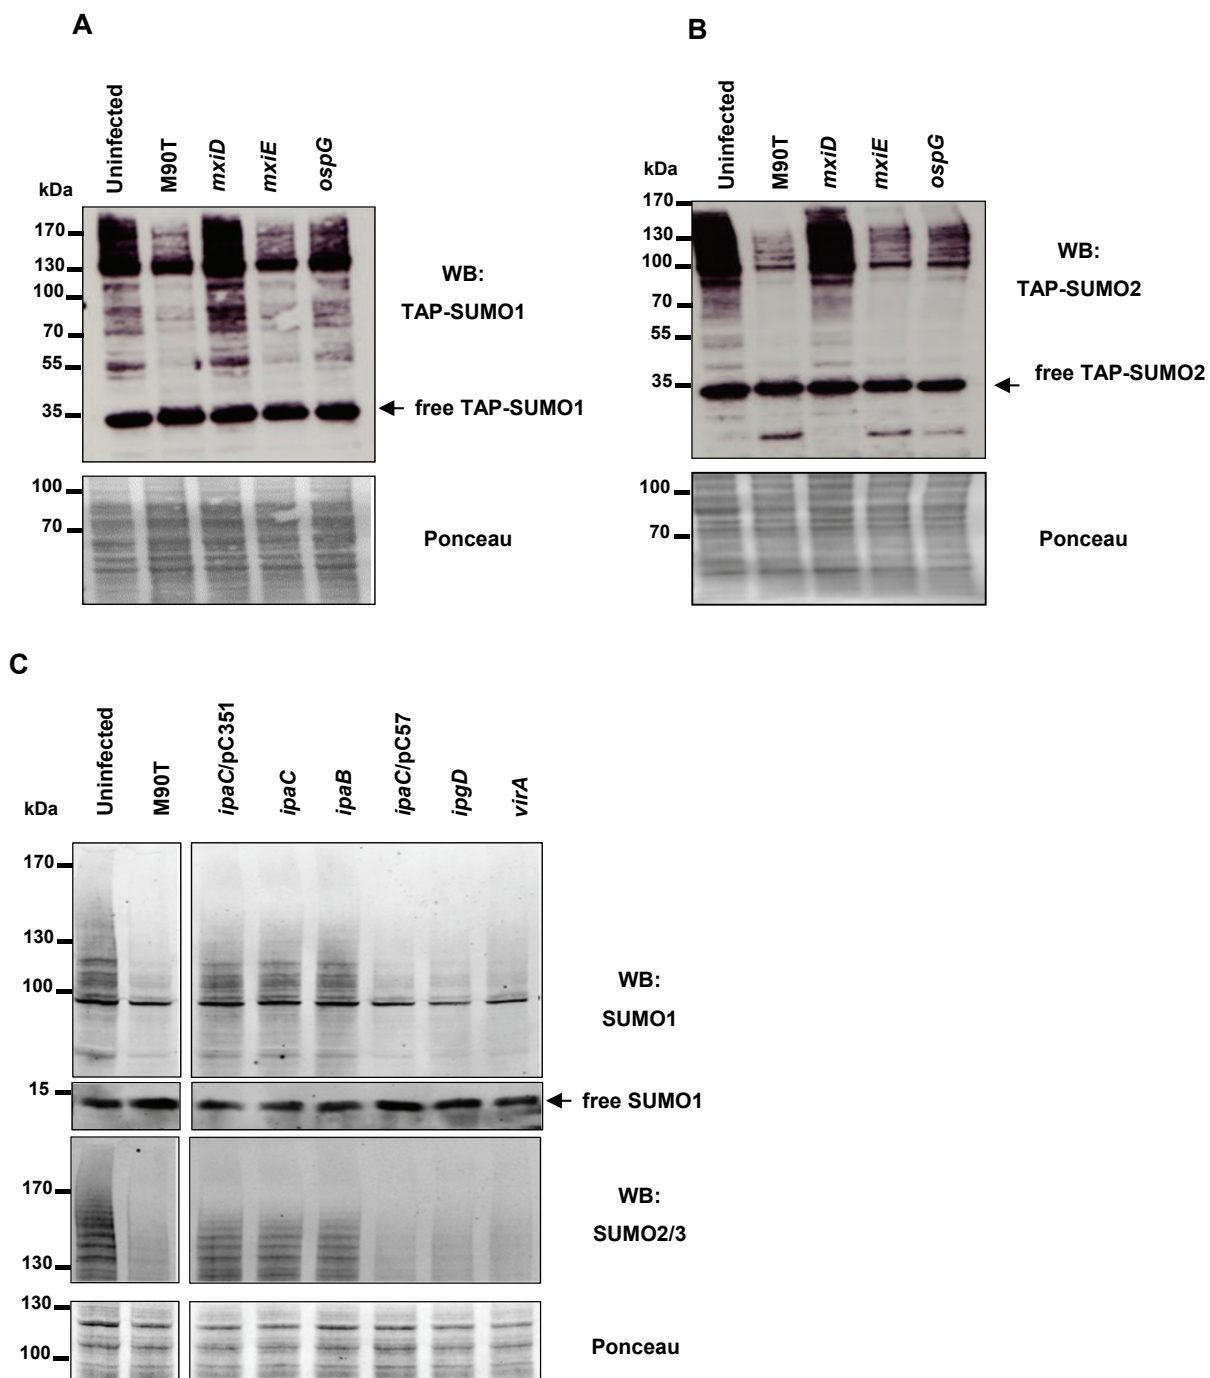 A
Uninfected
M90T
mxiD
mxiE
ospG
kDa
170
130
100
70
55
35
WB:
TAP-SUMO1
free TAP-SUMO1
100
70
Ponceau
B
Uninfected
M90T
mxiD
mxiE
ospG
kDa
170
130
100
70
55
35
WB:
TAP-SUMO2
free TAP-SUMO2
100
70
Ponceau
C
Uninfected
M90T
ipaC/pC351
ipaC
ipaB
ipaC/pC57
ipgD
virA
kDa
170
130
100
WB:
SUMO1
15
free SUMO1
170
130
WB:
SUMO2/3
130
100
Ponceau